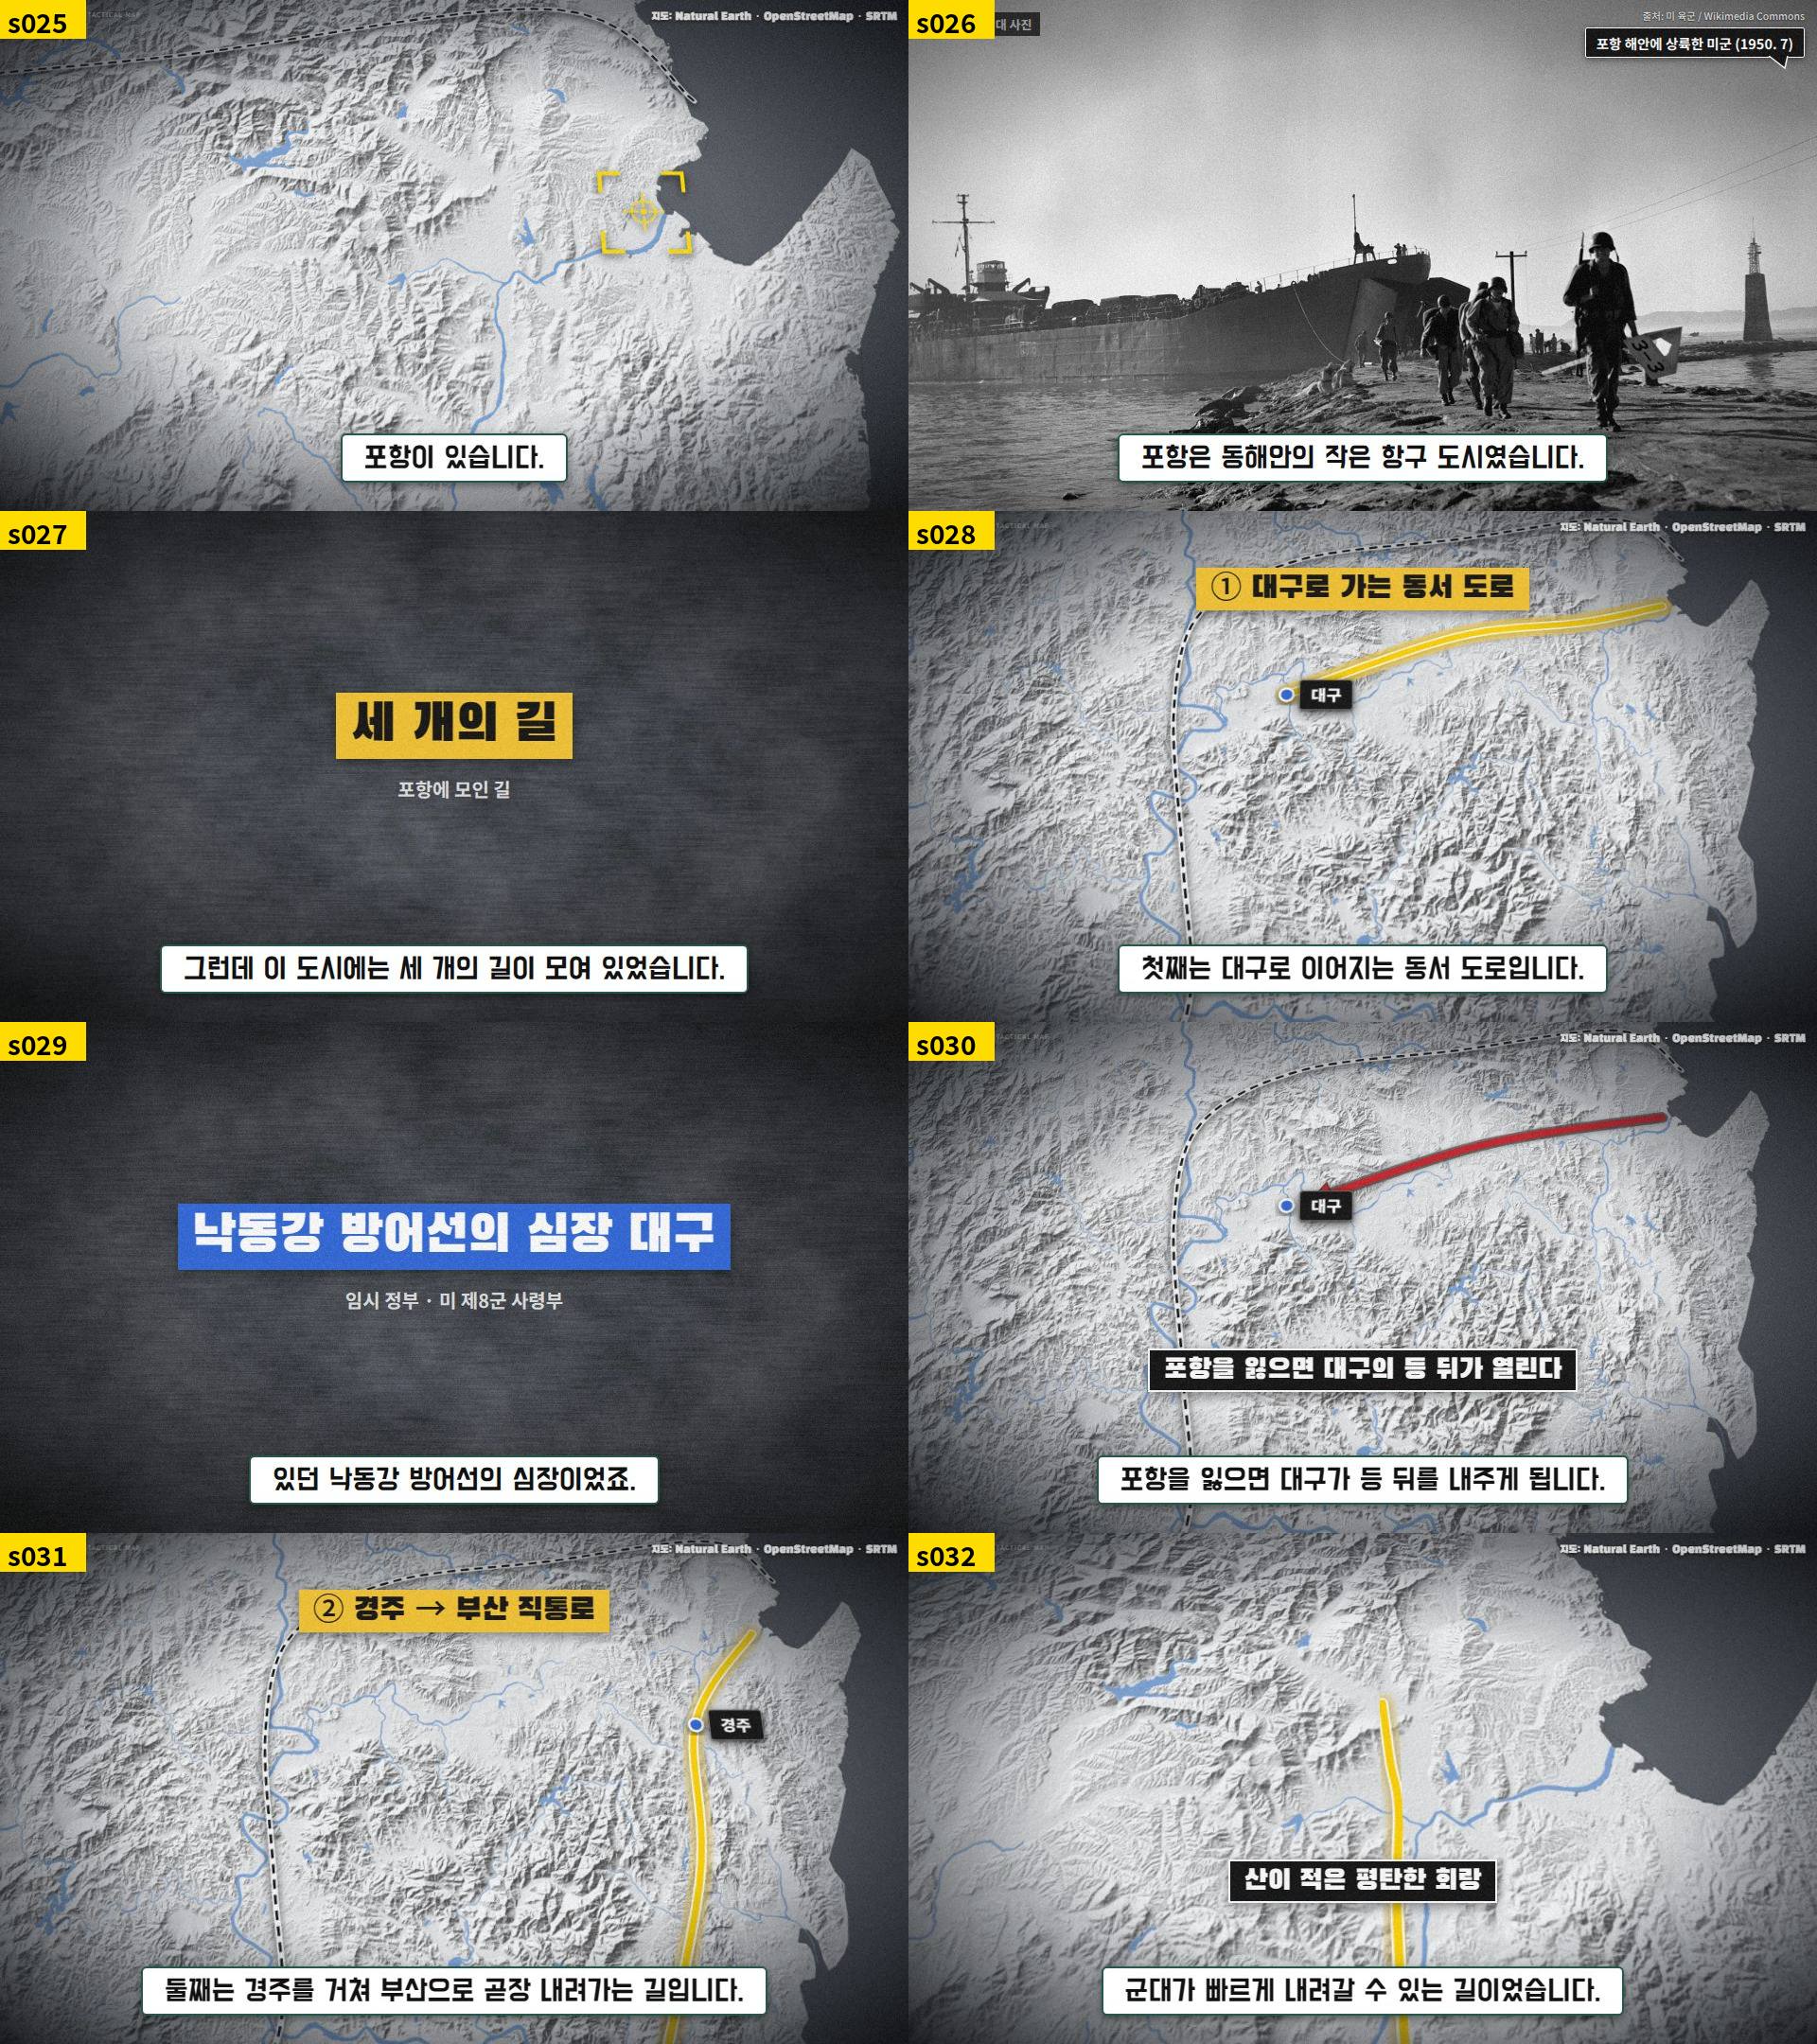 s025
지도: Natural Earth · OpenStreetMap · SRTM
포항이 있습니다.
s026
대 사진
출처: 미 육군 / Wikimedia Commons
포항 해안에 상륙한 미군 (1950. 7)
3-3
포항은 동해안의 작은 항구 도시였습니다.
s027
세 개의 길
포항에 모인 길
그런데 이 도시에는 세 개의 길이 모여 있었습니다.
s028
TACTICAL MAP
지도: Natural Earth · OpenStreetMap · SRTM
① 대구로 가는 동서 도로
대구
첫째는 대구로 이어지는 동서 도로입니다.
s029
낙동강 방어선의 심장 대구
임시 정부 · 미 제8군 사령부
있던 낙동강 방어선의 심장이었죠.
s030
TACTICAL MAP
지도: Natural Earth · OpenStreetMap · SRTM
대구
포항을 잃으면 대구의 등 뒤가 열린다
포항을 잃으면 대구가 등 뒤를 내주게 됩니다.
s031
지도: Natural Earth · OpenStreetMap · SRTM
② 경주 → 부산 직통로
경주
둘째는 경주를 거쳐 부산으로 곧장 내려가는 길입니다.
s032
TACTICAL MAP
지도: Natural Earth · OpenStreetMap · SRTM
산이 적은 평탄한 회랑
군대가 빠르게 내려갈 수 있는 길이었습니다.